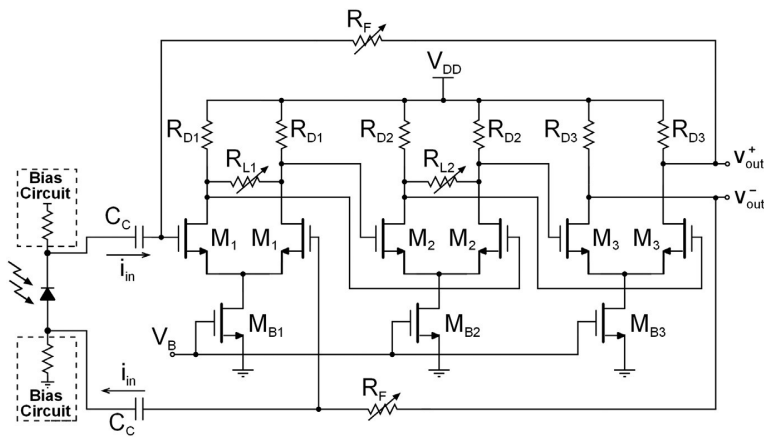 R_F
V_DD
R_D1 R_D1 R_D2 R_D2 R_D3 R_D3
R_L1 R_L2
v_out^+
v_out^-
Bias
Circuit
C_C
i_in
M_1 M_1 M_2 M_2 M_3 M_3
V_B
M_B1 M_B2 M_B3
i_in
R_F
Bias
Circuit
C_C